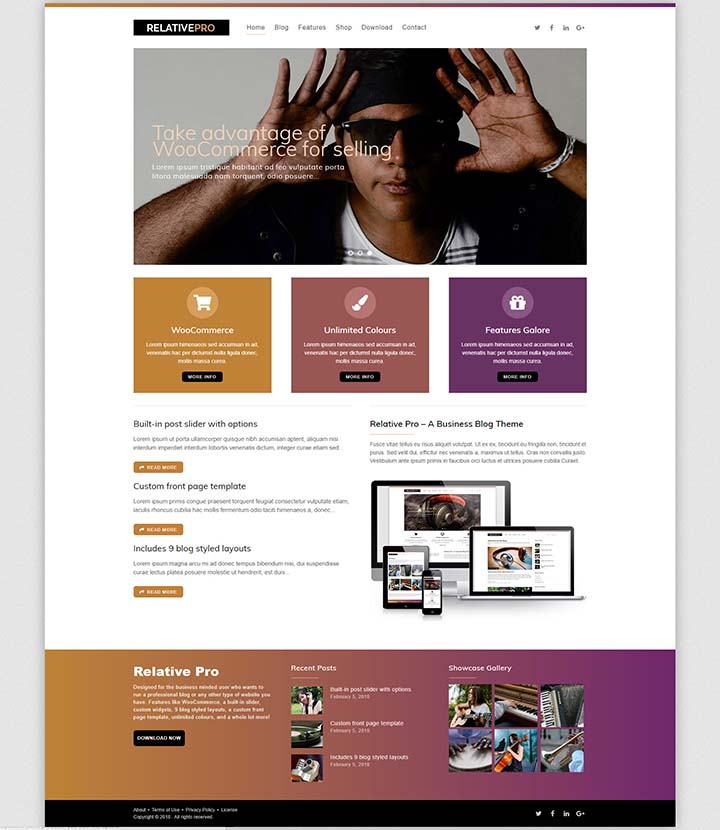 RELATIVEPRO
Home Blog Features Shop Download Contact
Take advantage of
WooCommerce for selling
Lorem ipsum tristique habitant ad feo vulputate porta
litora malesuada nam torquent, odio posuere...
WooCommerce
Lorem ipsum himenaeos sed accumsan an ad,
venenatis hac per dictumst nulla ligula donec,
mollis massa curea.
MORE INFO
Unlimited Colours
Lorem ipsum himenaeos sed accumsan an ad,
venenatis hac per dictumst nulla ligula donec,
mollis massa curea.
MORE INFO
Features Galore
Lorem ipsum himenaeos sed accumsan an ad,
venenatis hac per dictumst nulla ligula donec,
mollis massa curea.
MORE INFO
Built-in post slider with options
Lorem ipsum ut porta ullamcorper quisque nibh accumsan aptent, aliquam nisi
interdum imperdiet interdum lobortis venenatis dictum, integer curae etiam sed...
READ MORE
Custom front page template
Lorem ipsum primis congue praesent torquent feugiat consectetur vulputate etiam,
iaculis rhoncus cubilia hac mollis fermentum odio taciti himenaeos a, donec...
READ MORE
Includes 9 blog styled layouts
Lorem ipsum magna arcu mi ad donec tempus bibendum nisi, dui suspendisse
curae lectus platea posuere molestie ut hendrerit, est duis...
READ MORE
Relative Pro – A Business Blog Theme
Fusce vitae tellus eu risus aliquet volutpat. Ut ex ex, tincidunt eu fringilla non, tincidunt et
purus. Sed velit dui, efficitur nec venenatis a, maximus ut tellus. Cras non convallis justo.
Vestibulum ante ipsum primis in faucibus orci luctus et ultrices posuere cubilia Curaet.
Relative Pro
Designed for the business minded user who wants to
run a professional blog or any other type of website you
have. Features like WooCommerce, a built-in slider,
custom widgets, 9 blog styled layouts, a custom front
page template, unlimited colours, and a whole lot more!
DOWNLOAD NOW
Recent Posts
Built-in post slider with options
February 5, 2018
Custom front page template
February 5, 2018
Includes 9 blog styled layouts
February 5, 2018
Showcase Gallery
About • Terms of Use • Privacy Policy • License
Copyright © 2018 . All rights reserved.